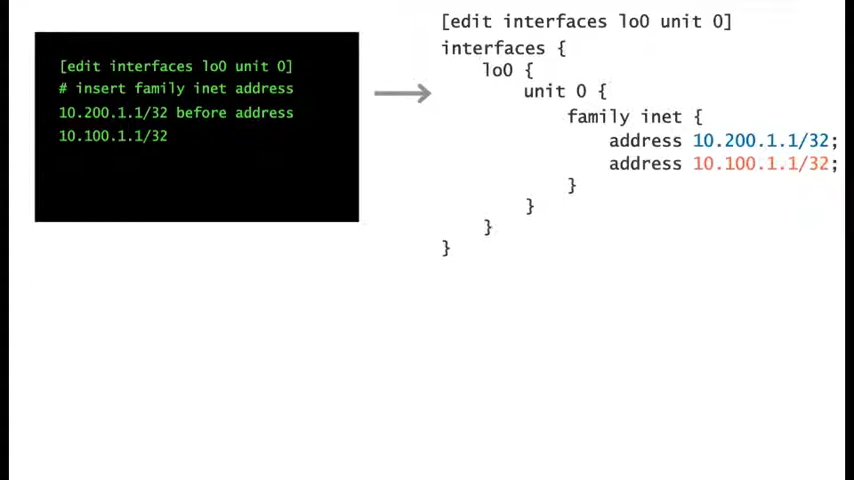 [edit interfaces lo0 unit 0]
# insert family inet address
10.200.1.1/32 before address
10.100.1.1/32
[edit interfaces lo0 unit 0]
interfaces {
lo0 {
unit 0 {
family inet {
address 10.200.1.1/32;
address 10.100.1.1/32;
}
}
}
}